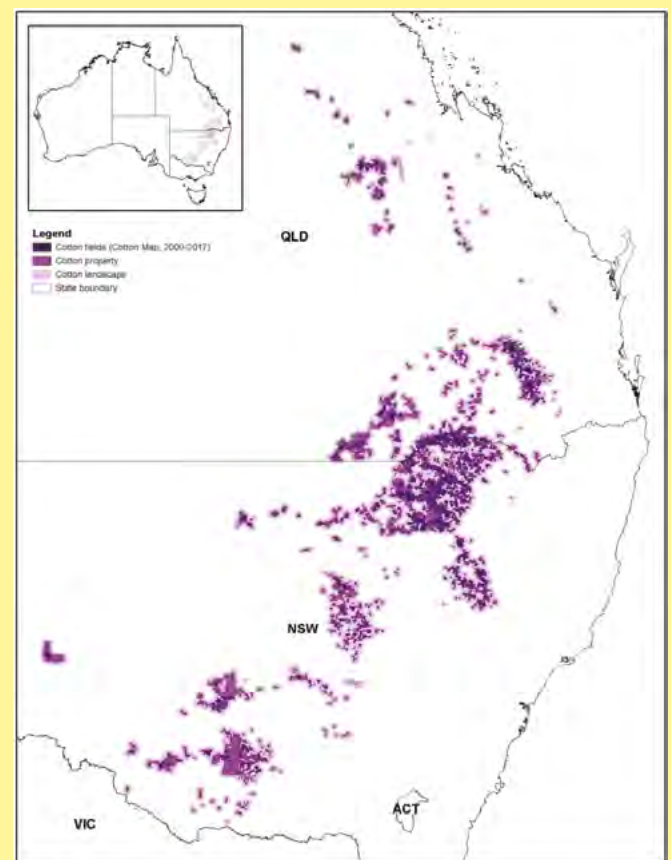 Legend
Cotton fields (Cotton Map, 2000-2017)
Cotton property
Cotton landscape
State boundary
QLD
NSW
ACT
VIC